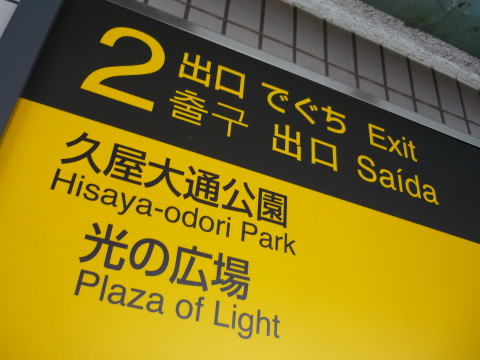 2 出口 でぐち Exit
출구 出口 Saída
久屋大通公園
Hisaya-odori Park
光の広場
Plaza of Light